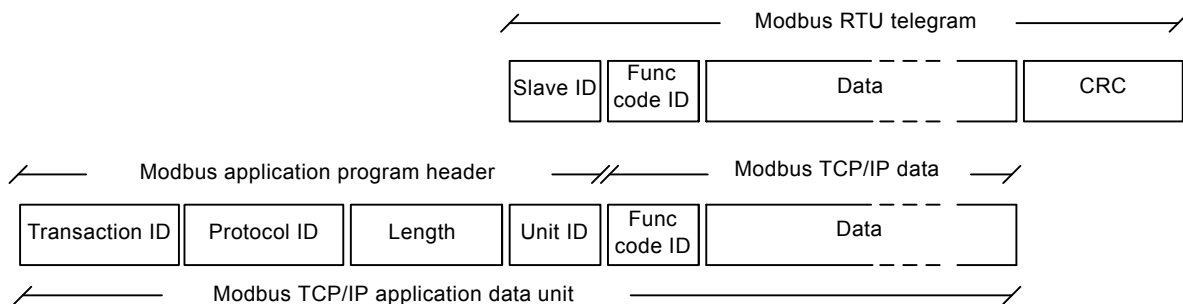 Modbus RTU telegram
Slave ID
Func
code ID
Data
CRC
Modbus application program header
Modbus TCP/IP data
Transaction ID
Protocol ID
Length
Unit ID
Func
code ID
Data
Modbus TCP/IP application data unit